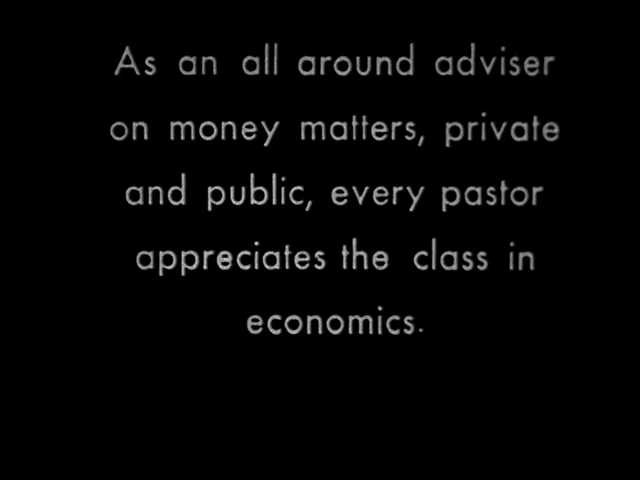 As an all around adviser
on money matters, private
and public, every pastor
appreciates the class in
economics.